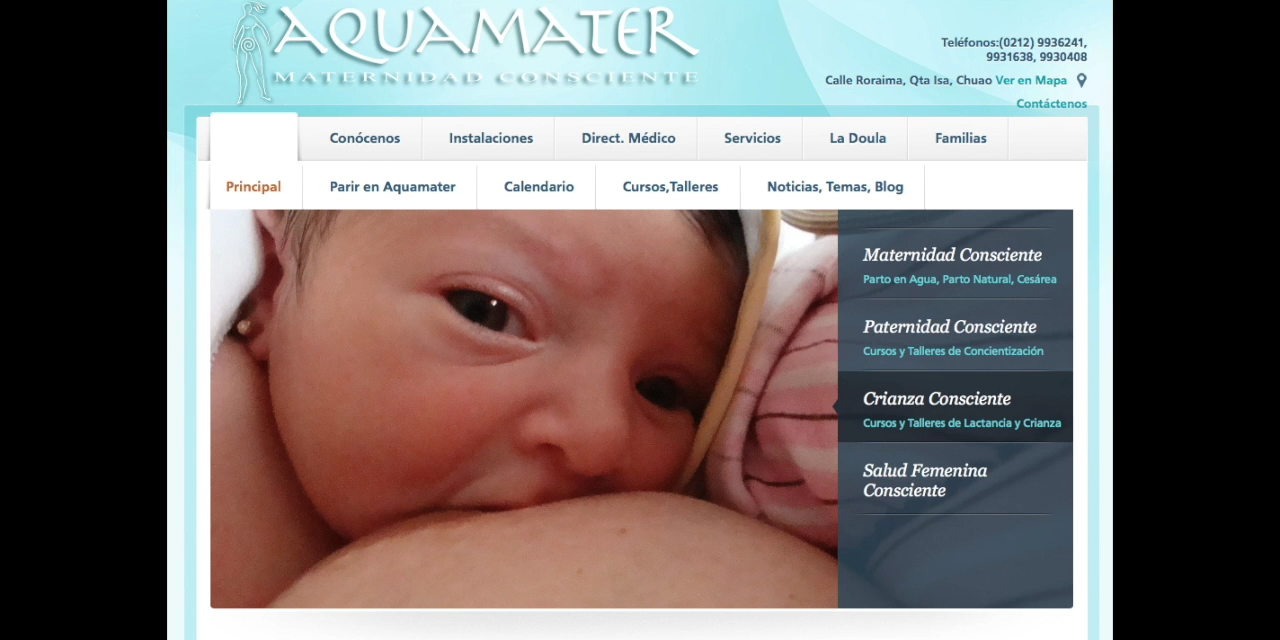 AQUAMATER
MATERNIDAD CONSCIENTE
Teléfonos:(0212) 9936241,
9931638, 9930408
Calle Roraima, Qta Isa, Chuao Ver en Mapa
Contáctenos
Conócenos Instalaciones Direct. Médico Servicios La Doula Familias
Principal Parir en Aquamater Calendario Cursos,Talleres Noticias, Temas, Blog
Maternidad Consciente
Parto en Agua, Parto Natural, Cesárea
Paternidad Consciente
Cursos y Talleres de Concientización
Crianza Consciente
Cursos y Talleres de Lactancia y Crianza
Salud Femenina
Consciente